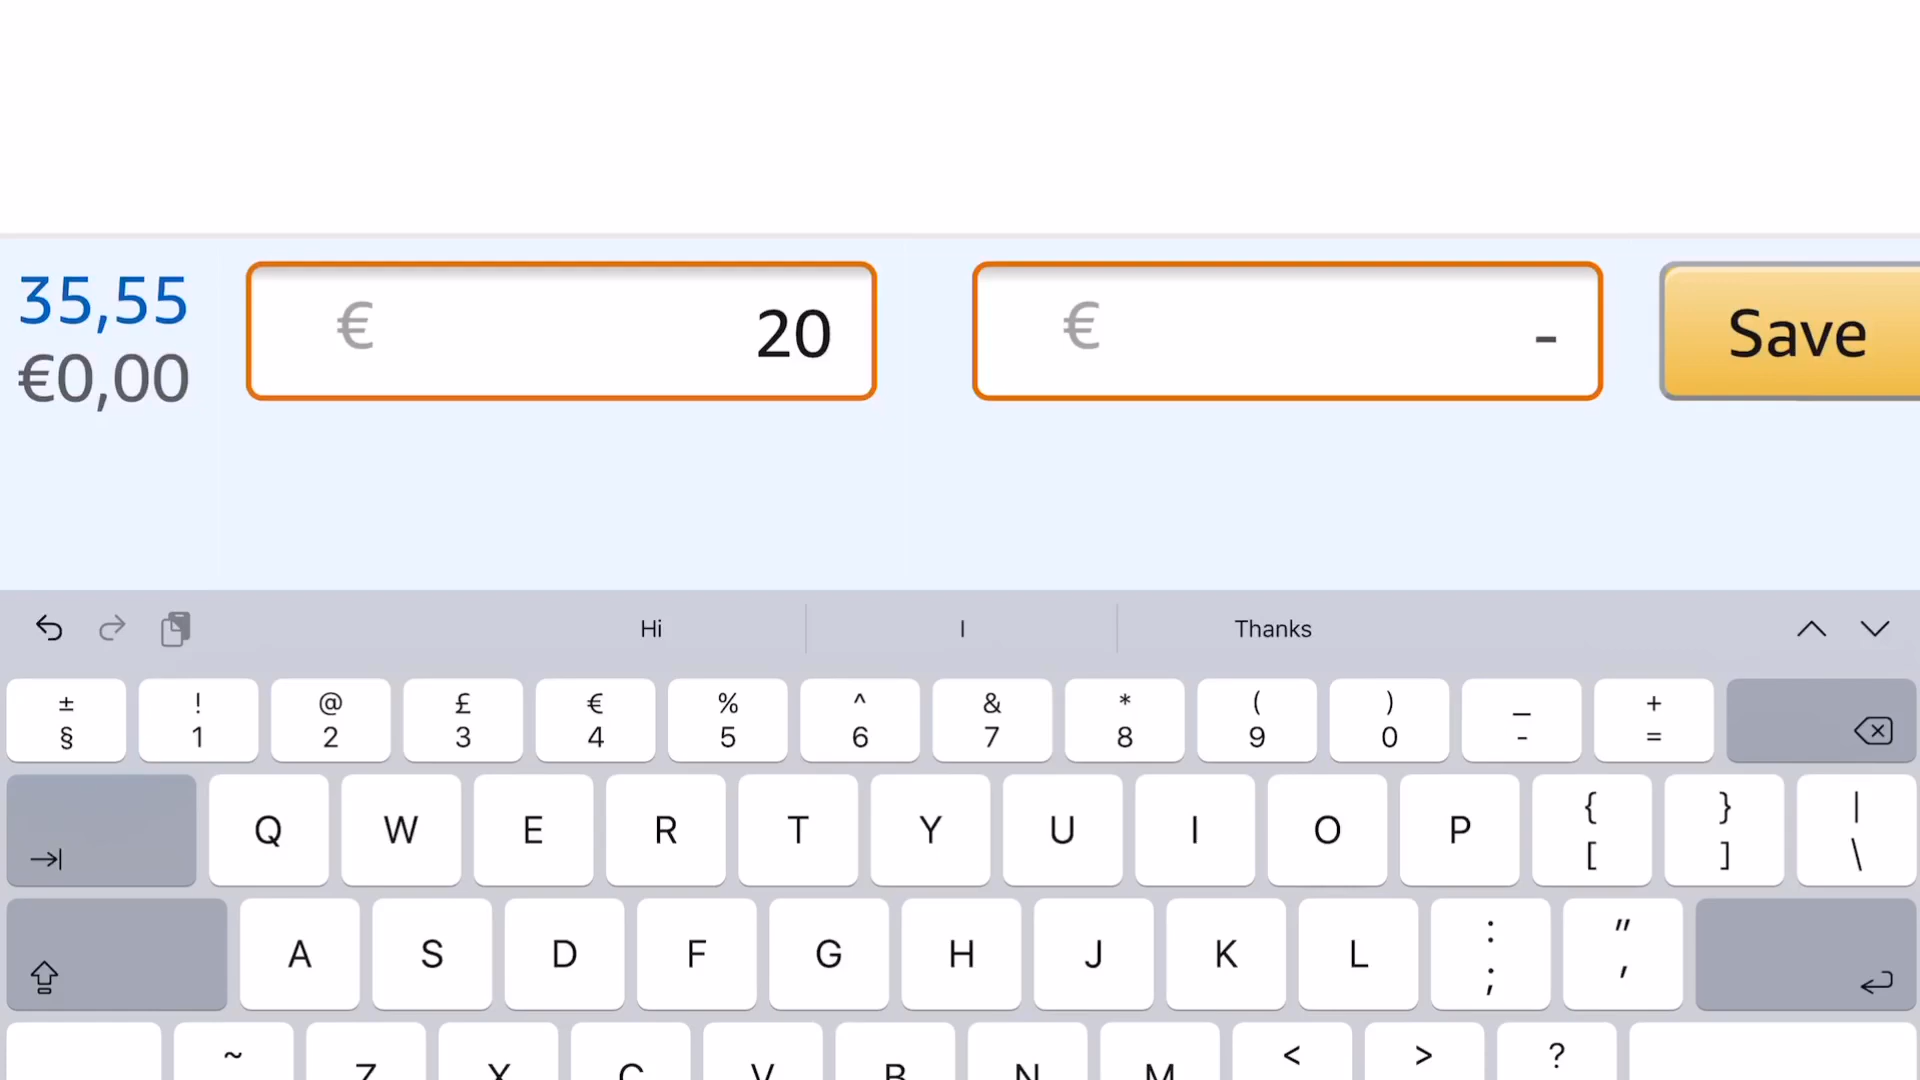 35,55
€0,00
€ 20
€ -
Save
Hi I Thanks
± ! @ £ € % ^ & * ( ) _ +
§ 1 2 3 4 5 6 7 8 9 0 - =
Q W E R T Y U I O P { } |
[ ] \
A S D F G H J K L : "
; '
~ Z X C V B N M < > ?